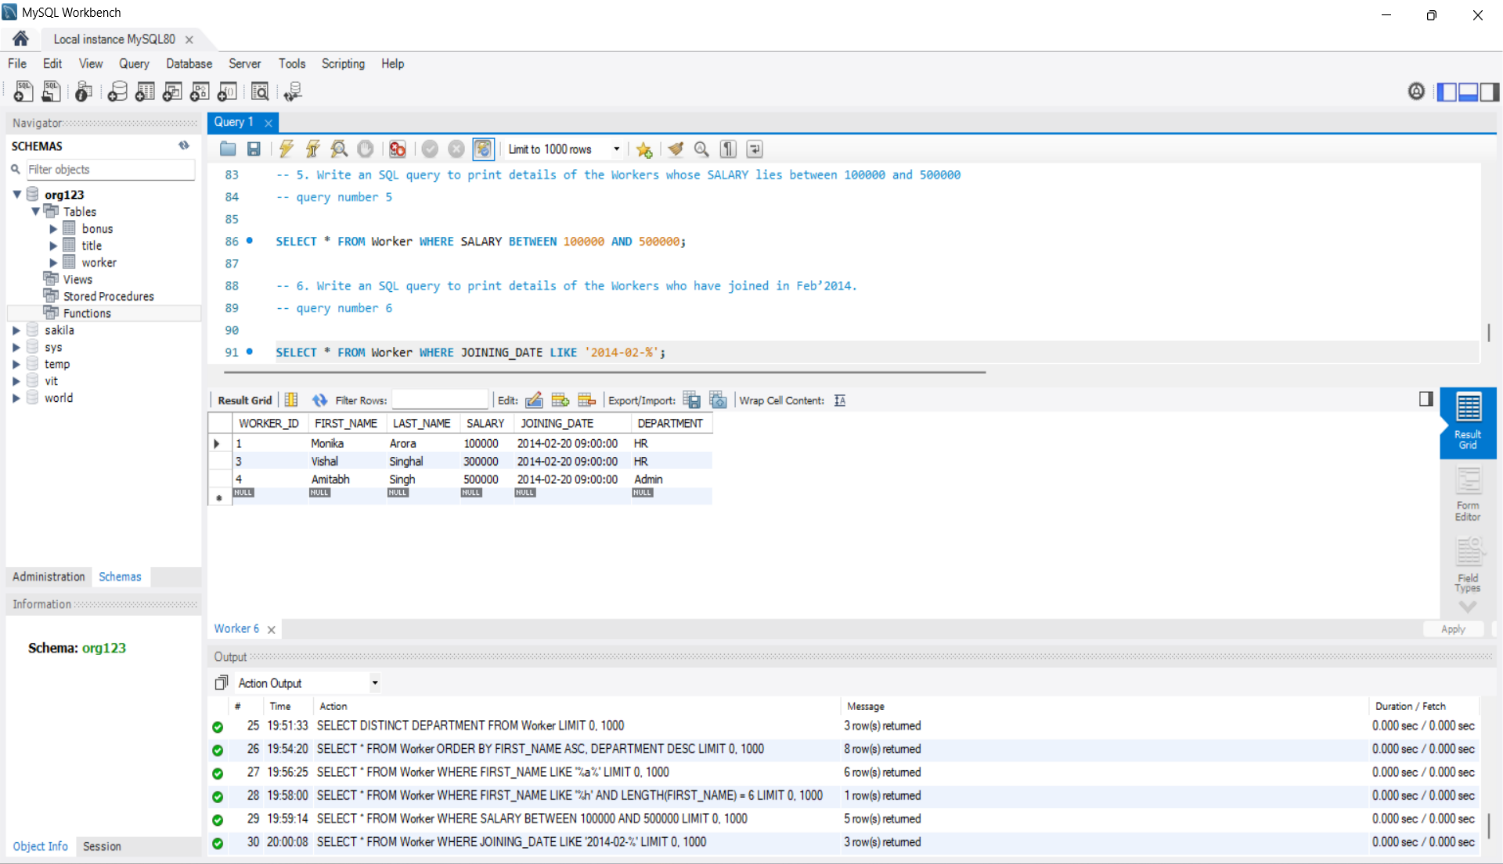 MySQL Workbench
Local instance MySQL80
File Edit View Query Database Server Tools Scripting Help
Navigator
SCHEMAS
Filter objects
org123
Tables
bonus
title
worker
Views
Stored Procedures
Functions
sakila
sys
temp
vit
world
Administration Schemas
Information
Schema: org123
Object Info Session
Query 1
Limit to 1000 rows
83 -- 5. Write an SQL query to print details of the Workers whose SALARY lies between 100000 and 500000
84 -- query number 5
85
86 SELECT * FROM Worker WHERE SALARY BETWEEN 100000 AND 500000;
87
88 -- 6. Write an SQL query to print details of the Workers who have joined in Feb’2014.
89 -- query number 6
90
91 SELECT * FROM Worker WHERE JOINING_DATE LIKE '2014-02-%';
Result Grid Filter Rows: Edit: Export/Import: Wrap Cell Content:
WORKER_ID FIRST_NAME LAST_NAME SALARY JOINING_DATE DEPARTMENT
1 Monika Arora 100000 2014-02-20 09:00:00 HR
3 Vishal Singhal 300000 2014-02-20 09:00:00 HR
4 Amitabh Singh 500000 2014-02-20 09:00:00 Admin
NULL NULL NULL NULL NULL NULL
Result
Grid
Form
Editor
Field
Types
Worker 6
Apply
Output
Action Output
# Time Action Message Duration / Fetch
25 19:51:33 SELECT DISTINCT DEPARTMENT FROM Worker LIMIT 0, 1000 3 row(s) returned 0.000 sec / 0.000 sec
26 19:54:20 SELECT * FROM Worker ORDER BY FIRST_NAME ASC, DEPARTMENT DESC LIMIT 0, 1000 8 row(s) returned 0.000 sec / 0.000 sec
27 19:56:25 SELECT * FROM Worker WHERE FIRST_NAME LIKE '%a%' LIMIT 0, 1000 6 row(s) returned 0.000 sec / 0.000 sec
28 19:58:00 SELECT * FROM Worker WHERE FIRST_NAME LIKE '%h' AND LENGTH(FIRST_NAME) = 6 LIMIT 0, 1000 1 row(s) returned 0.000 sec / 0.000 sec
29 19:59:14 SELECT * FROM Worker WHERE SALARY BETWEEN 100000 AND 500000 LIMIT 0, 1000 5 row(s) returned 0.000 sec / 0.000 sec
30 20:00:08 SELECT * FROM Worker WHERE JOINING_DATE LIKE '2014-02-%' LIMIT 0, 1000 3 row(s) returned 0.000 sec / 0.000 sec